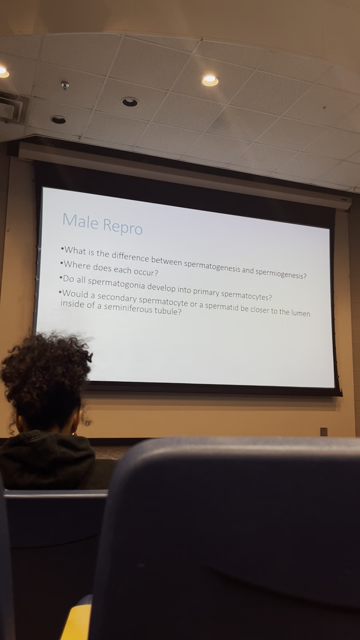 Male Repro
•What is the difference between spermatogenesis and spermiogenesis?
•Where does each occur?
•Do all spermatogonia develop into primary spermatocytes?
•Would a secondary spermatocyte or a spermatid be closer to the lumen
inside of a seminiferous tubule?